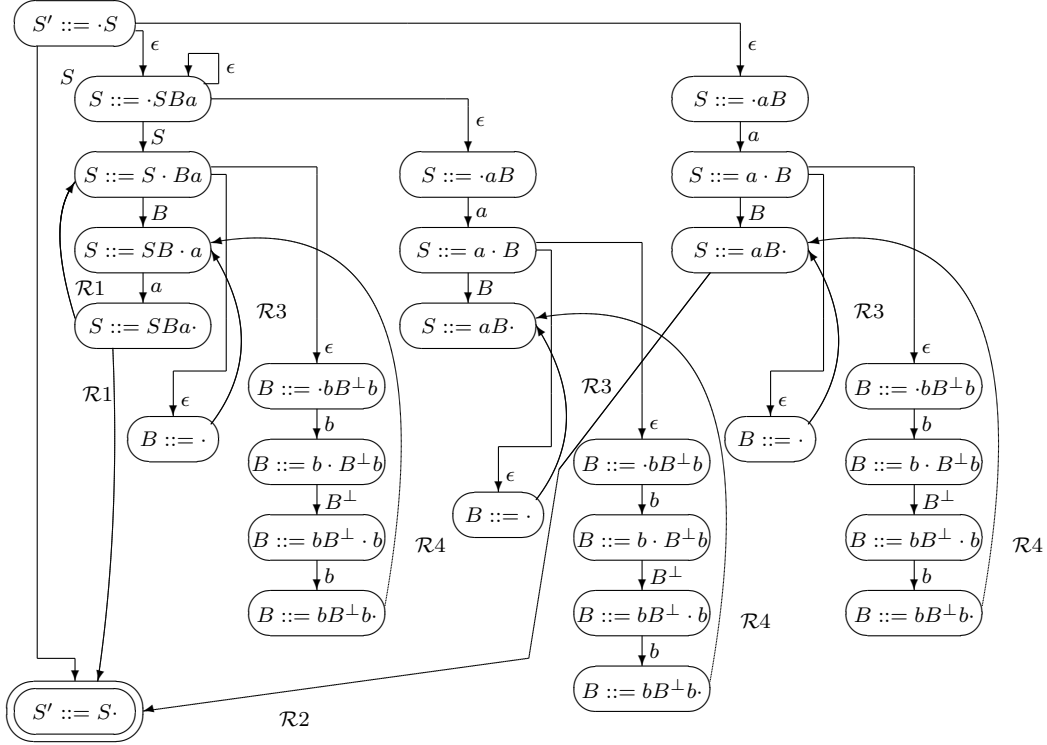 S′ ::= ·S
ϵ
ϵ
S
ϵ
S ::= ·SBa
S ::= ·aB
ϵ
S
a
S ::= S · Ba
S ::= ·aB
S ::= a · B
B
a
B
S ::= SB · a
S ::= a · B
S ::= aB·
R1
a
B
R3
R3
S ::= SBa·
S ::= aB·
ϵ
ϵ
R1
B ::= ·bB⊥b
R3
B ::= ·bB⊥b
ϵ
ϵ
b
ϵ
b
B ::= ·
B ::= ·
B ::= b · B⊥b
B ::= ·bB⊥b
B ::= b · B⊥b
ϵ
B⊥
b
B⊥
B ::= ·
B ::= bB⊥ · b
B ::= b · B⊥b
B ::= bB⊥ · b
R4
R4
b
B⊥
b
B ::= bB⊥b·
B ::= bB⊥ · b
B ::= bB⊥b·
R4
b
B ::= bB⊥b·
S′ ::= S·
R2